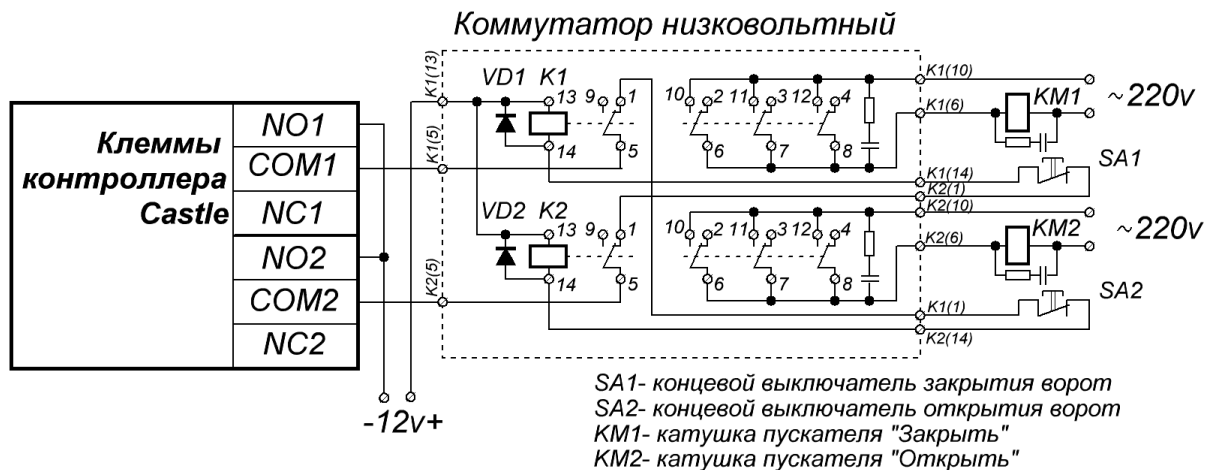 Коммутатор низковольтный
Клеммы
контроллера
Castle
NO1
COM1
NC1
NO2
COM2
NC2
-12v+
K1(13)
K1(5)
K2(5)
VD1 K1
13
14
9
1
5
10
2
11
3
12
4
6
7
8
K1(10)
K1(6)
K1(14)
K2(1)
K2(10)
K2(6)
K1(1)
K2(14)
KM1
~220v
SA1
VD2 K2
13
14
9
1
5
10
2
11
3
12
4
6
7
8
KM2
~220v
SA2
SA1- концевой выключатель закрытия ворот
SA2- концевой выключатель открытия ворот
KM1- катушка пускателя "Закрыть"
KM2- катушка пускателя "Открыть"